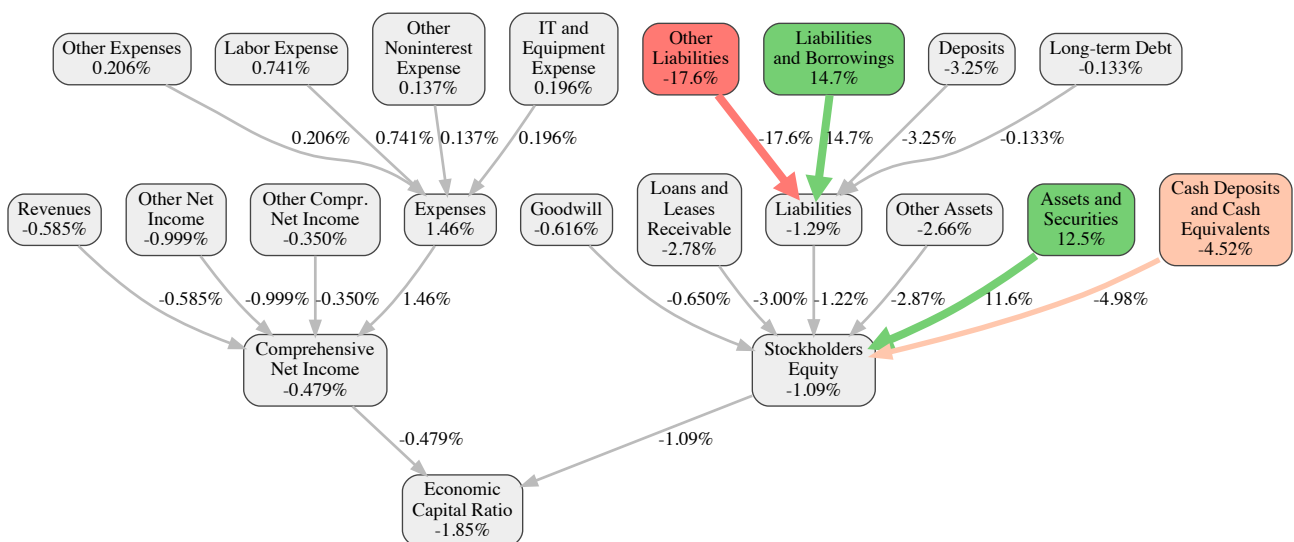 Other Expenses
0.206%
Labor Expense
0.741%
Other
Noninterest
Expense
0.137%
IT and
Equipment
Expense
0.196%
Other
Liabilities
-17.6%
Liabilities
and Borrowings
14.7%
Deposits
-3.25%
Long-term Debt
-0.133%
0.206%
0.741%
0.137%
0.196%
-17.6%
14.7%
-3.25%
-0.133%
Revenues
-0.585%
Other Net
Income
-0.999%
Other Compr.
Net Income
-0.350%
Expenses
1.46%
Goodwill
-0.616%
Loans and
Leases
Receivable
-2.78%
Liabilities
-1.29%
Other Assets
-2.66%
Assets and
Securities
12.5%
Cash Deposits
and Cash
Equivalents
-4.52%
-0.585%
-0.999%
-0.350%
1.46%
-0.650%
-3.00%
-1.22%
-2.87%
11.6%
-4.98%
Comprehensive
Net Income
-0.479%
Stockholders
Equity
-1.09%
-0.479%
-1.09%
Economic
Capital Ratio
-1.85%